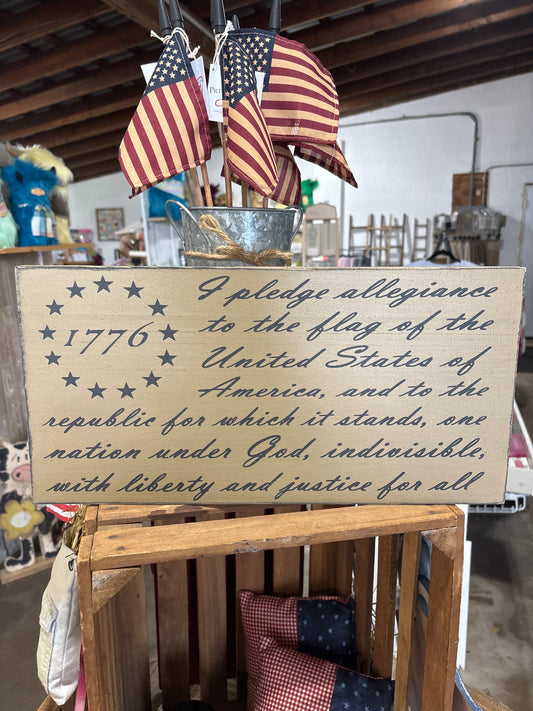 1776
I pledge allegiance
to the flag of the
United States of
America, and to the
republic for which it stands, one
nation under God, indivisible,
with liberty and justice for all